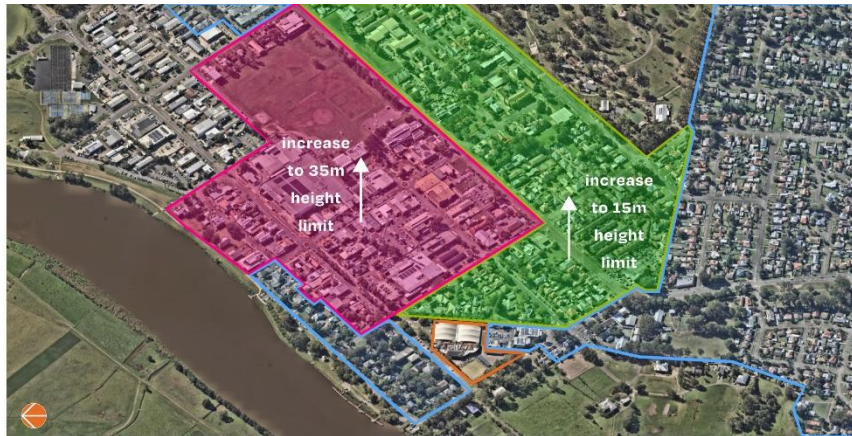 increase
to 35m
height
limit
increase
to 15m
height
limit